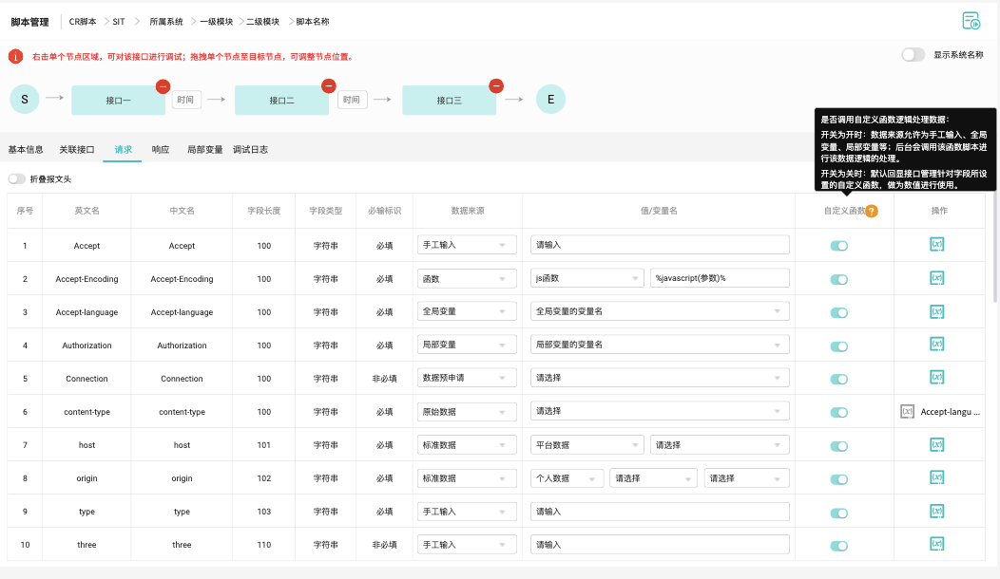 脚本管理 CR脚本 > SIT > 所属系统 > 一级模块 > 二级模块 > 脚本名称
右击单个节点区域，可对该接口进行调试；拖拽单个节点至目标节点，可调整节点位置。 显示系统名称
S 接口一 时间 接口二 时间 接口三 E
是否调用自定义函数逻辑处理数据：
开关为开时：数据来源允许为手工输入、全局
变量、局部变量等；后台会调用该函数脚本进
行该数据逻辑的处理。
开关为关时：默认回显接口管理针对字段所设
置的自定义函数，做为数值进行使用。
基本信息 关联接口 请求 响应 局部变量 调试日志
折叠报文头
序号 英文名 中文名 字段长度 字段类型 必输标识 数据来源 值/变量名 自定义函数 ? 操作
1 Accept Accept 100 字符串 必填 手工输入 请输入 (x)
2 Accept-Encoding Accept-Encoding 100 字符串 必填 函数 js函数 %javascript(参数)% (x)
3 Accept-language Accept-language 100 字符串 必填 全局变量 全局变量的变量名 (x)
4 Authorization Authorization 100 字符串 必填 局部变量 局部变量的变量名 (x)
5 Connection Connection 100 字符串 非必填 数据预申请 请选择 (x)
6 content-type content-type 100 字符串 必填 原始数据 请选择 (x) Accept-langu ...
7 host host 101 字符串 必填 标准数据 平台数据 请选择 (x)
8 origin origin 102 字符串 必填 标准数据 个人数据 请选择 请选择 (x)
9 type type 103 字符串 必填 手工输入 请输入 (x)
10 three three 110 字符串 非必填 手工输入 请输入 (x)